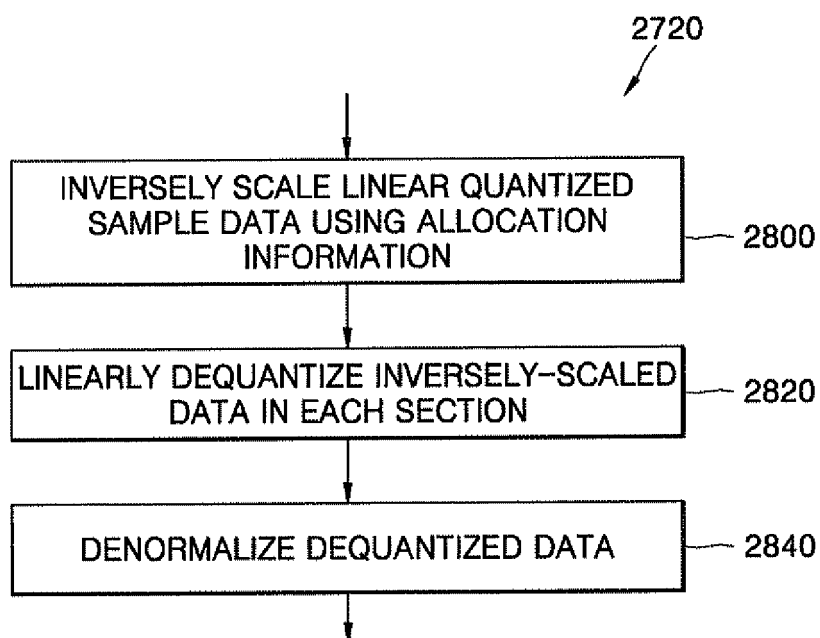 2720
INVERSELY SCALE LINEAR QUANTIZED
SAMPLE DATA USING ALLOCATION
INFORMATION
2800
LINEARLY DEQUANTIZE INVERSELY-SCALED
DATA IN EACH SECTION
2820
DENORMALIZE DEQUANTIZED DATA
2840